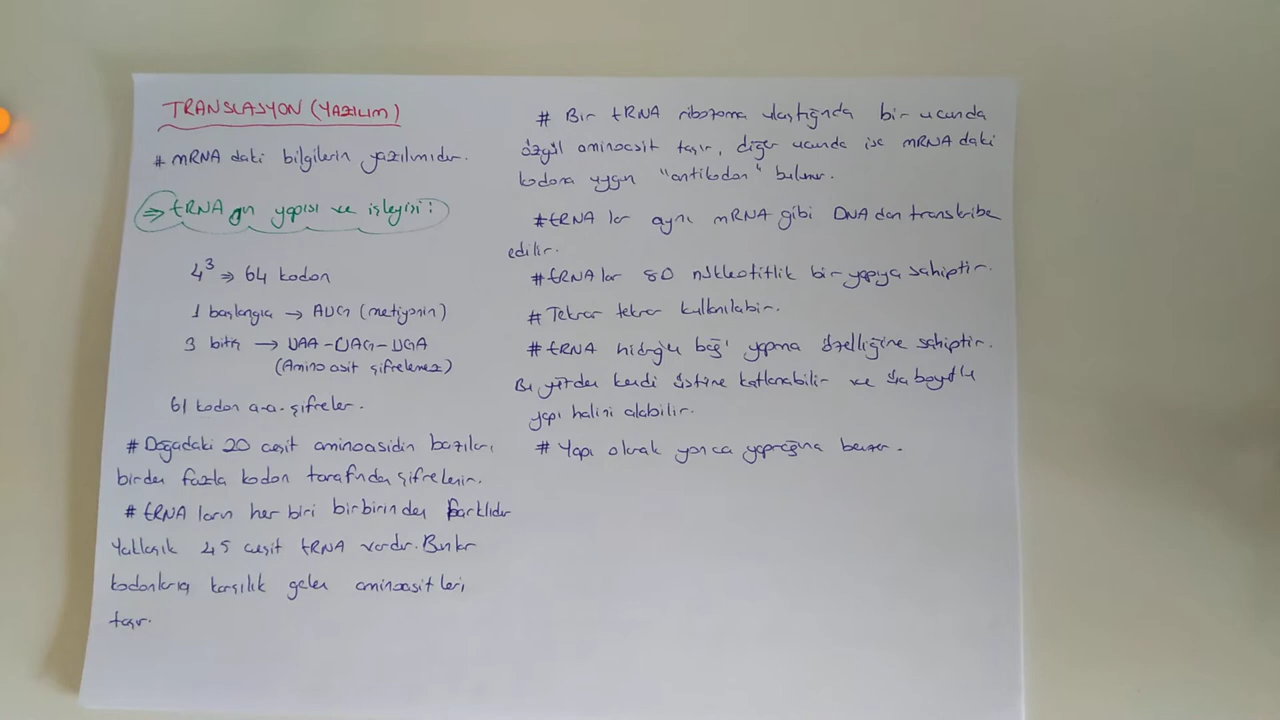 TRANSLASYON (YAZILIM)
# mRNA daki bilgilerin yazılımıdır.
⇒ tRNA nın yapısı ve işleyişi:
4³ ⇒ 64 kodon
1 başlangıç → AUG (metiyonin)
3 bitiş → UAA-UAG-UGA
(Amino asit şifrelemez)
61 kodon a.a. şifreler.
# Doğadaki 20 çeşit aminoasidin bazıları
birden fazla kodon tarafından şifrelenir.
# tRNA ların her biri birbirinden farklıdır
Yaklaşık 45 çeşit tRNA vardır. Bunlar
kodonlara karşılık gelen aminoasitleri
taşır.
# Bir tRNA ribozoma ulaştığında bir ucunda
özgül aminoasit taşır, diğer ucunda ise mRNA daki
kodona uygun "antikodon" bulunur.
# tRNA lar aynı mRNA gibi DNA dan transkribe
edilir.
# tRNA lar 80 nükleotitlik bir yapıya sahiptir.
# Tekrar tekrar kullanılabilir.
# tRNA hidrojen bağı yapma özelliğine sahiptir.
Bu yüzden kendi üstüne katlanabilir ve üç boyutlu
yapı halini alabilir.
# Yapı olarak yonca yaprağına benzer.